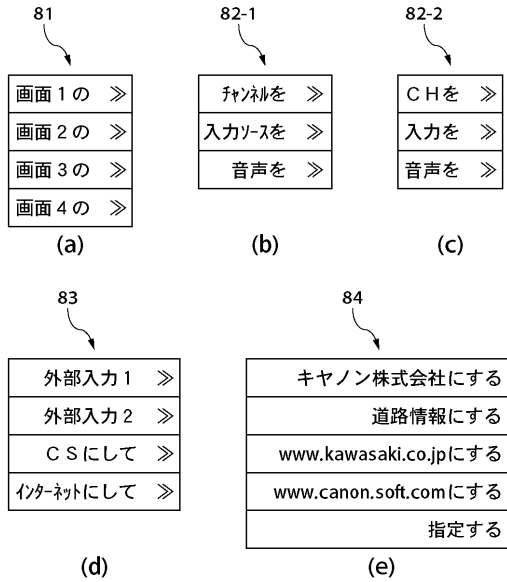 81
画面1の ≫
画面2の ≫
画面3の ≫
画面4の ≫
(a)
82-1
ﾁｬﾝﾈﾙを ≫
入力ｿｰｽを ≫
音声を ≫
(b)
82-2
ＣＨを ≫
入力を ≫
音声を ≫
(c)
83
外部入力1 ≫
外部入力2 ≫
ＣＳにして ≫
ｲﾝﾀｰﾈｯﾄにして ≫
(d)
84
キヤノン株式会社にする
道路情報にする
www.kawasaki.co.jpにする
www.canon.soft.comにする
指定する
(e)